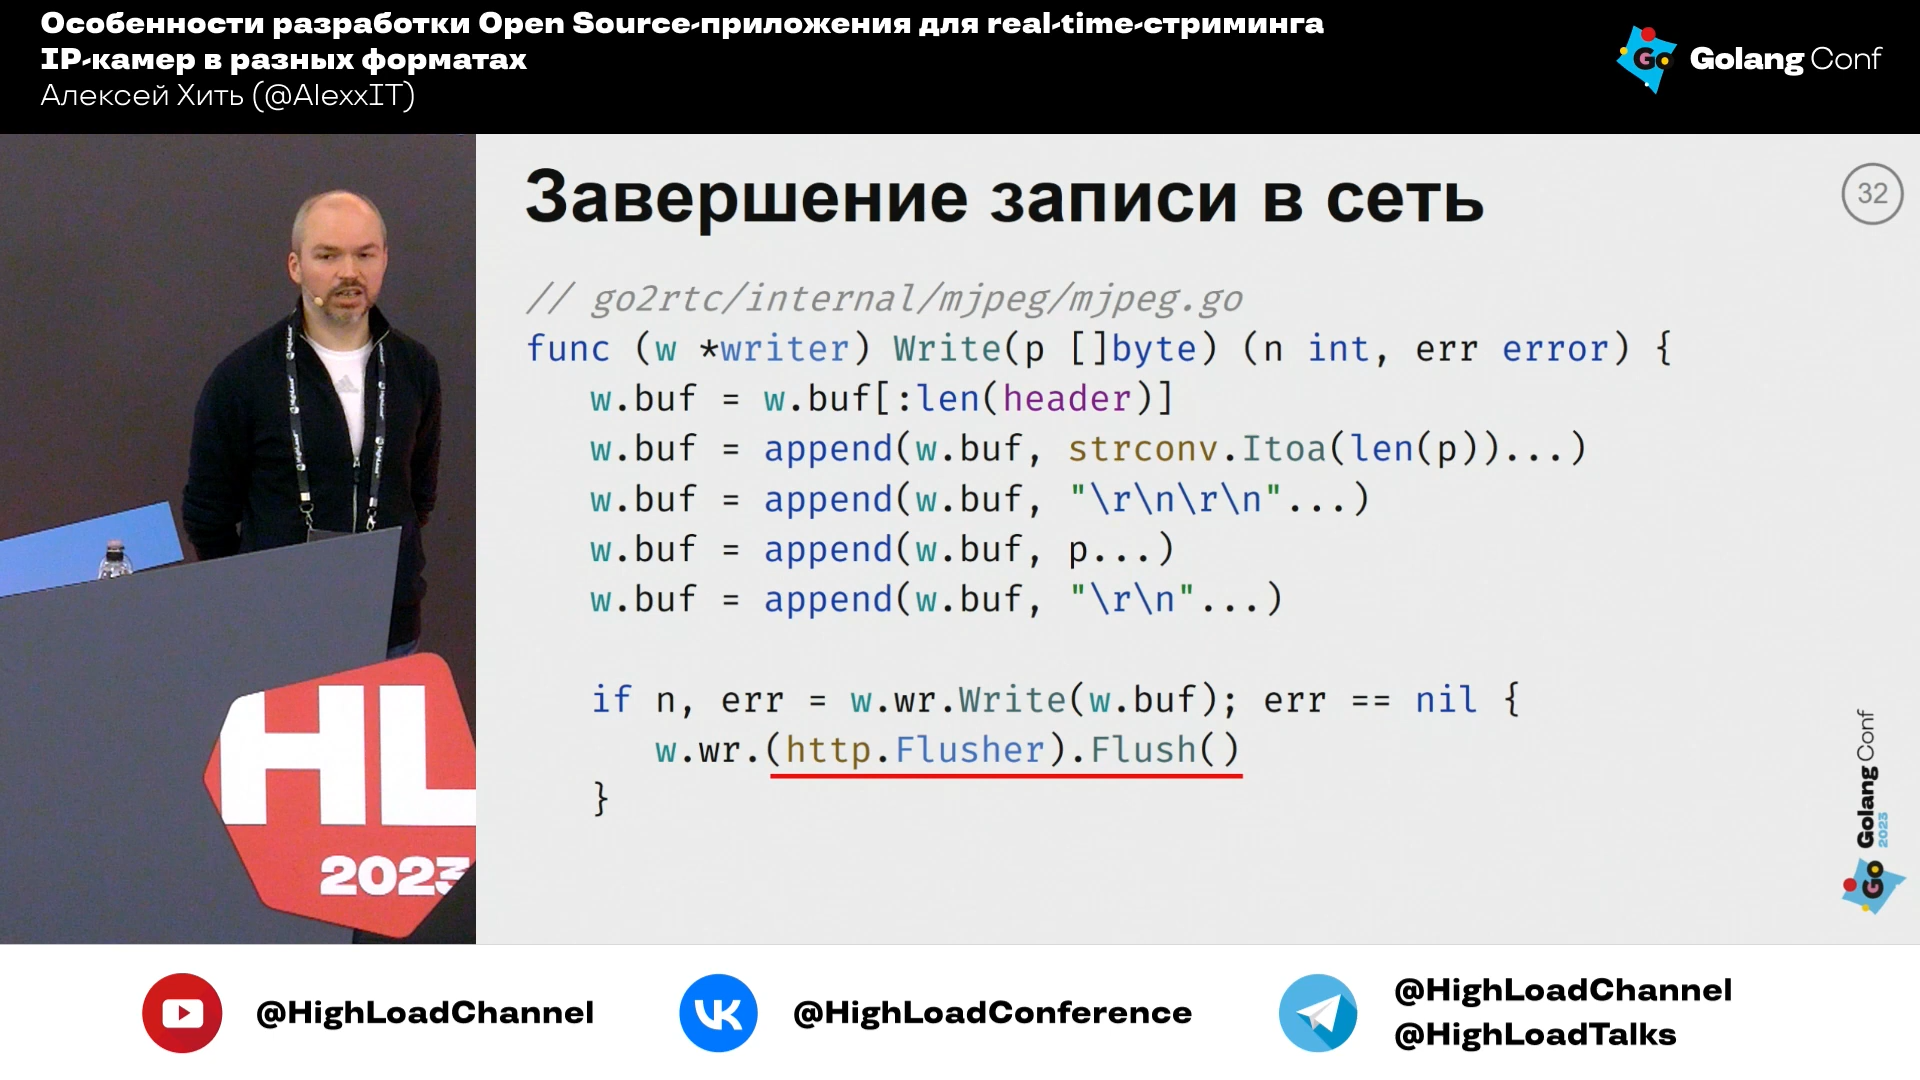 Особенности разработки Open Source-приложения для real-time-стриминга
IP-камер в разных форматах
Алексей Хить (@AlexxIT)
Go
Golang Conf
Завершение записи в сеть
32
// go2rtc/internal/mjpeg/mjpeg.go
func (w *writer) Write(p []byte) (n int, err error) {
w.buf = w.buf[:len(header)]
w.buf = append(w.buf, strconv.Itoa(len(p))...)
w.buf = append(w.buf, "\r\n\r\n"...)
w.buf = append(w.buf, p...)
w.buf = append(w.buf, "\r\n"...)
if n, err = w.wr.Write(w.buf); err == nil {
w.wr.(http.Flusher).Flush()
}
HL
2023
Go
Golang Conf
2023
@HighLoadChannel
@HighLoadConference
@HighLoadChannel
@HighLoadTalks